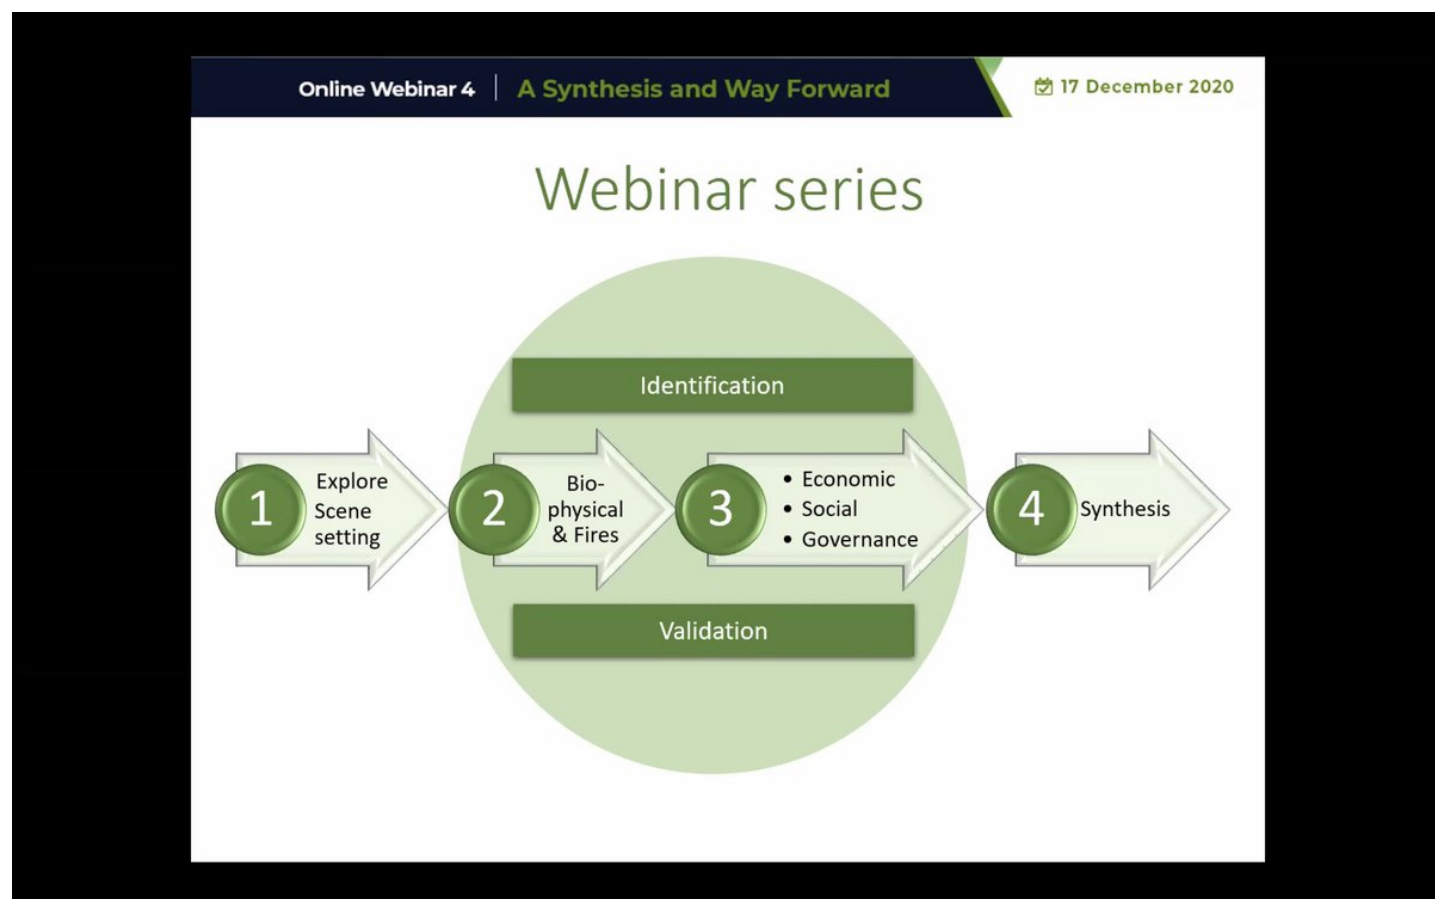 Online Webinar 4 | A Synthesis and Way Forward
17 December 2020
Webinar series
Identification
1
Explore
Scene
setting
2
Bio-
physical
& Fires
3
• Economic
• Social
• Governance
4
Synthesis
Validation